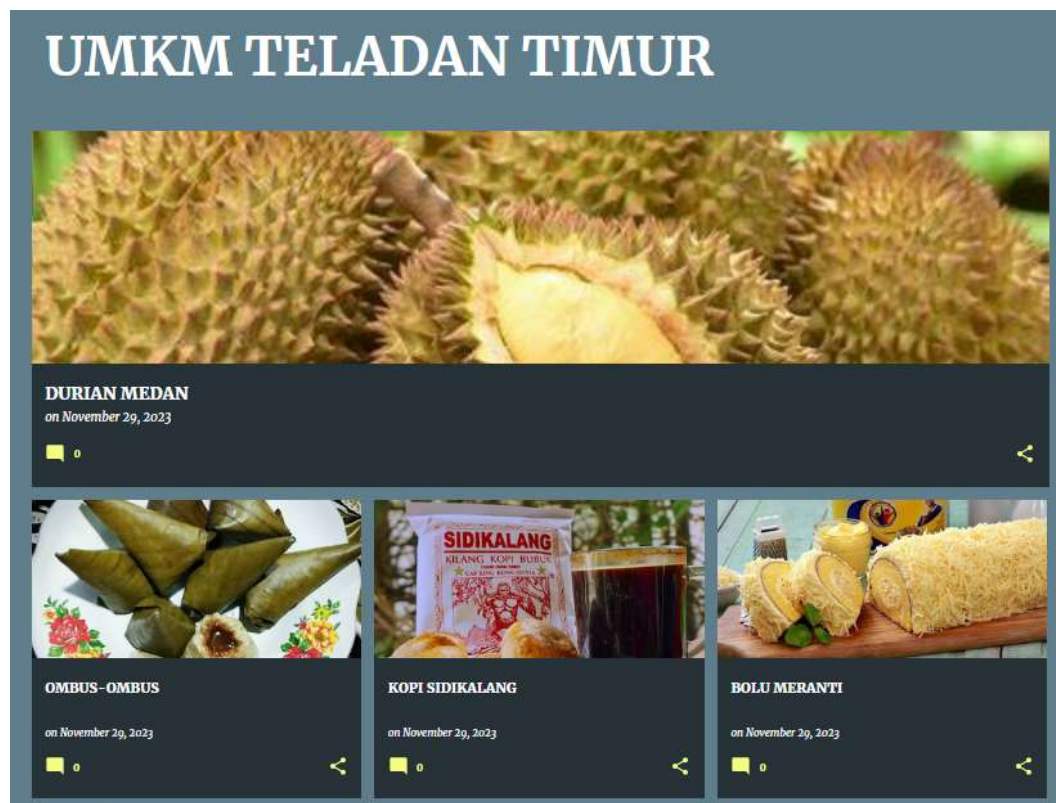 UMKM TELADAN TIMUR
DURIAN MEDAN
on November 29, 2023
0
SIDIKALANG
KILANG KOPI BUBUK
OMBUS-OMBUS
KOPI SIDIKALANG
BOLU MERANTI
on November 29, 2023
on November 29, 2023
on November 29, 2023
0
0
0